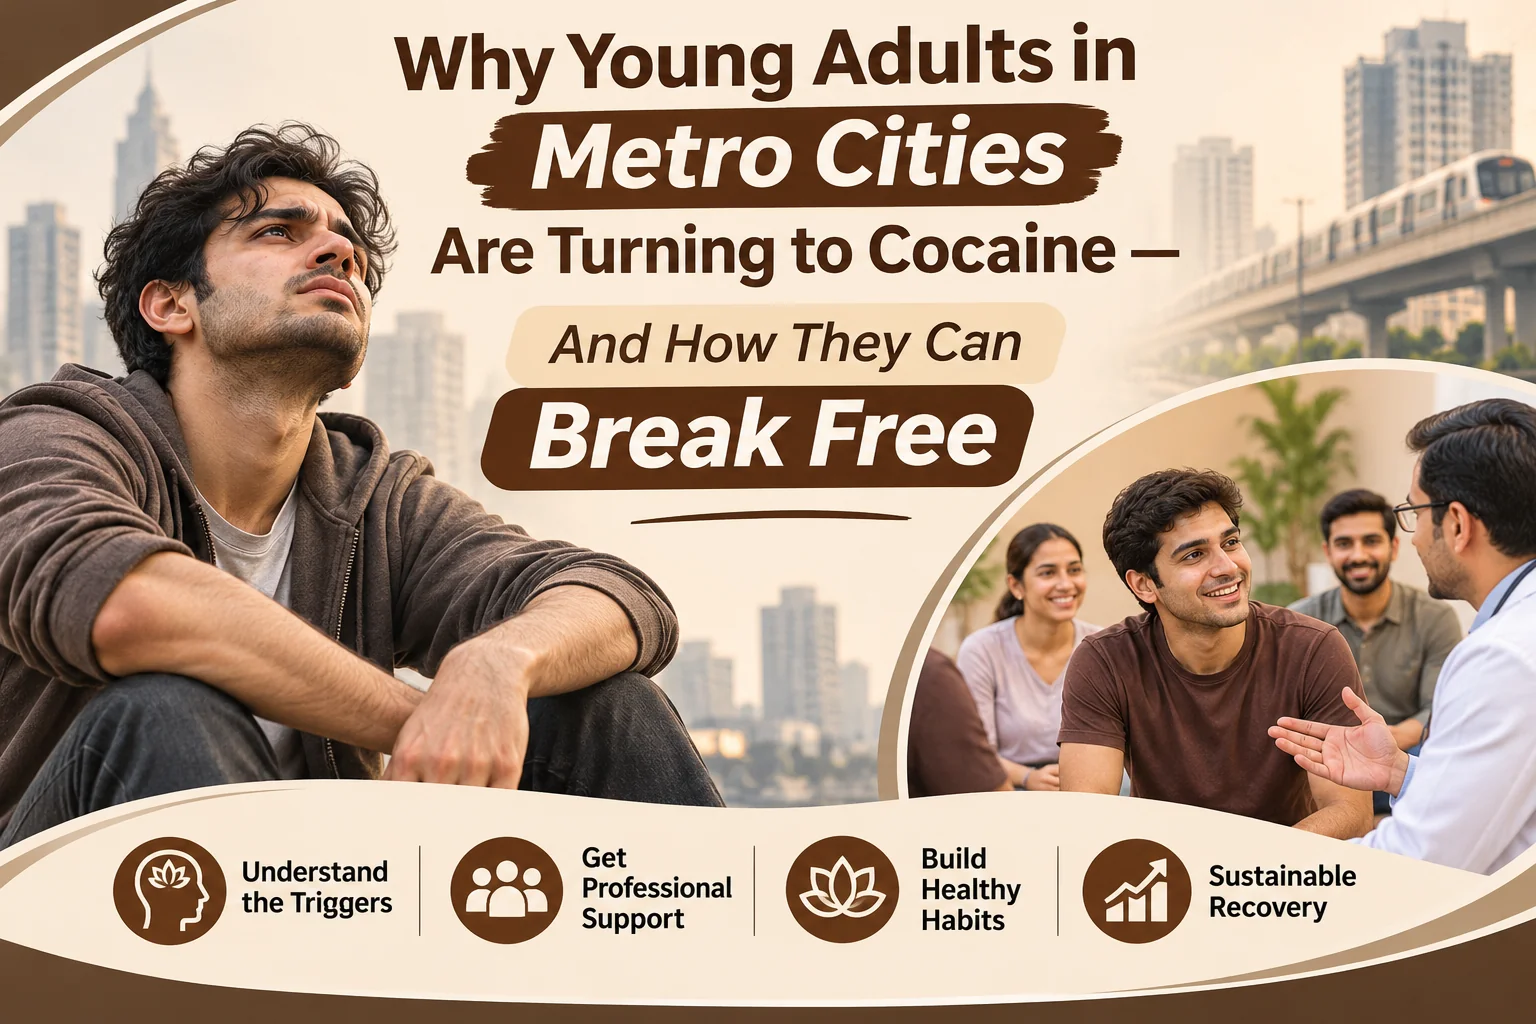 Why Young Adults in
Metro Cities
Are Turning to Cocaine —
And How They Can
Break Free
Understand
the Triggers
Get
Professional
Support
Build
Healthy
Habits
Sustainable
Recovery